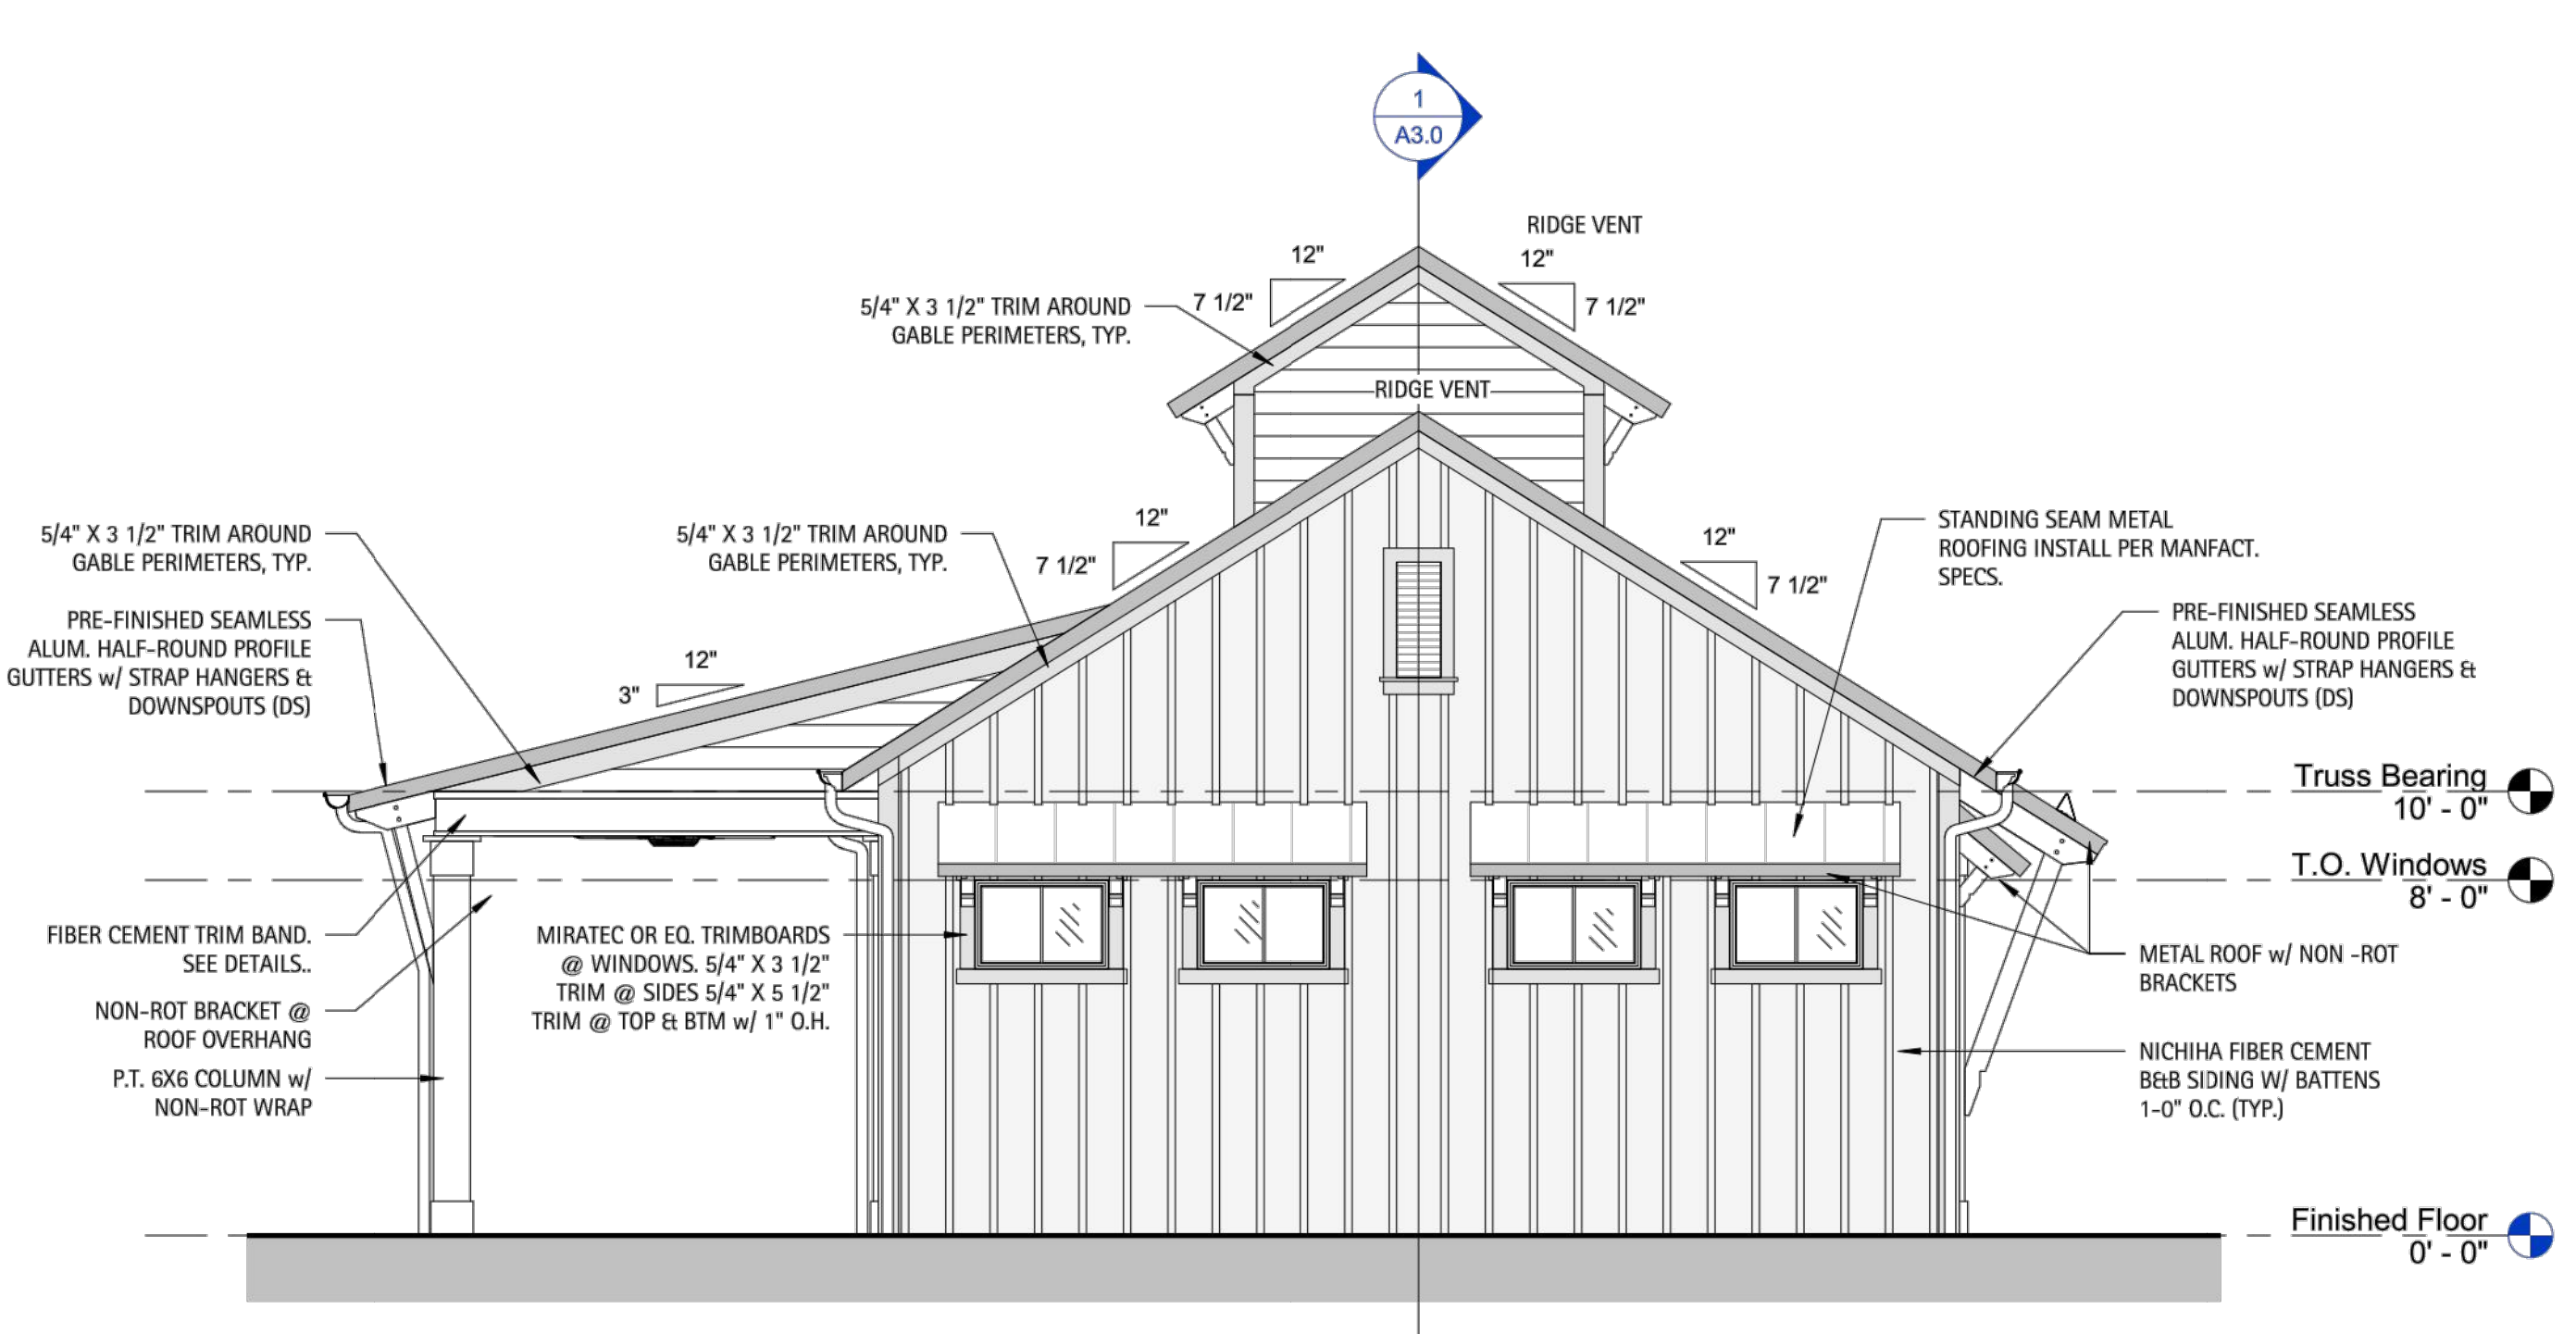 1
A3.0
RIDGE VENT
12"
12"
7 1/2"
7 1/2"
5/4" X 3 1/2" TRIM AROUND
GABLE PERIMETERS, TYP.
RIDGE VENT
5/4" X 3 1/2" TRIM AROUND
GABLE PERIMETERS, TYP.
5/4" X 3 1/2" TRIM AROUND
GABLE PERIMETERS, TYP.
12"
7 1/2"
12"
7 1/2"
STANDING SEAM METAL
ROOFING INSTALL PER MANFACT.
SPECS.
PRE-FINISHED SEAMLESS
ALUM. HALF-ROUND PROFILE
GUTTERS w/ STRAP HANGERS &
DOWNSPOUTS (DS)
12"
3"
PRE-FINISHED SEAMLESS
ALUM. HALF-ROUND PROFILE
GUTTERS w/ STRAP HANGERS &
DOWNSPOUTS (DS)
Truss Bearing
10' - 0"
T.O. Windows
8' - 0"
FIBER CEMENT TRIM BAND.
SEE DETAILS..
NON-ROT BRACKET @
ROOF OVERHANG
P.T. 6X6 COLUMN w/
NON-ROT WRAP
MIRATEC OR EQ. TRIMBOARDS
@ WINDOWS. 5/4" X 3 1/2"
TRIM @ SIDES 5/4" X 5 1/2"
TRIM @ TOP & BTM w/ 1" O.H.
METAL ROOF w/ NON -ROT
BRACKETS
NICHIHA FIBER CEMENT
B&B SIDING W/ BATTENS
1-0" O.C. (TYP.)
Finished Floor
0' - 0"